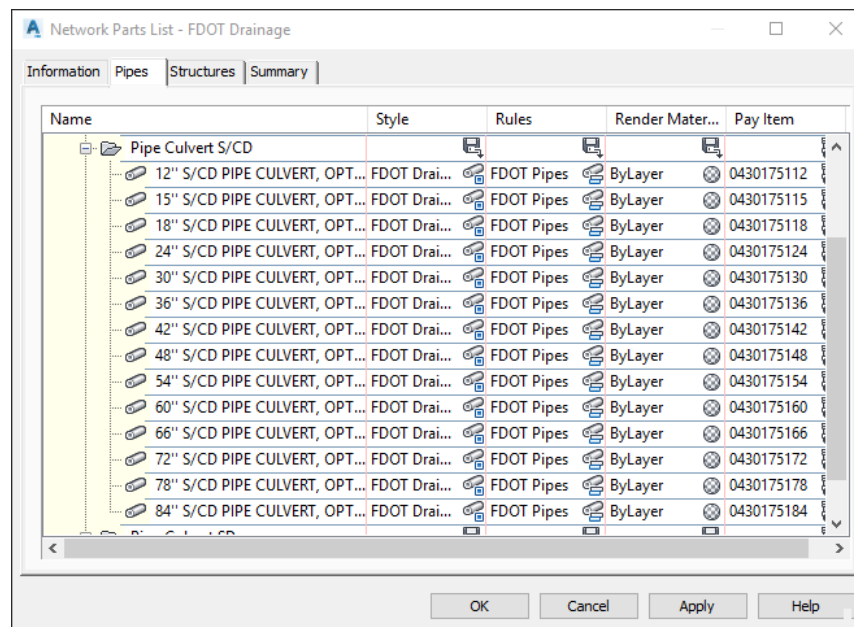 Network Parts List - FDOT Drainage
Information Pipes Structures Summary
Name Style Rules Render Mater... Pay Item
Pipe Culvert S/CD
12'' S/CD PIPE CULVERT, OPT... FDOT Drai... FDOT Pipes ByLayer 0430175112
15'' S/CD PIPE CULVERT, OPT... FDOT Drai... FDOT Pipes ByLayer 0430175115
18'' S/CD PIPE CULVERT, OPT... FDOT Drai... FDOT Pipes ByLayer 0430175118
24'' S/CD PIPE CULVERT, OPT... FDOT Drai... FDOT Pipes ByLayer 0430175124
30'' S/CD PIPE CULVERT, OPT... FDOT Drai... FDOT Pipes ByLayer 0430175130
36'' S/CD PIPE CULVERT, OPT... FDOT Drai... FDOT Pipes ByLayer 0430175136
42'' S/CD PIPE CULVERT, OPT... FDOT Drai... FDOT Pipes ByLayer 0430175142
48'' S/CD PIPE CULVERT, OPT... FDOT Drai... FDOT Pipes ByLayer 0430175148
54'' S/CD PIPE CULVERT, OPT... FDOT Drai... FDOT Pipes ByLayer 0430175154
60'' S/CD PIPE CULVERT, OPT... FDOT Drai... FDOT Pipes ByLayer 0430175160
66'' S/CD PIPE CULVERT, OPT... FDOT Drai... FDOT Pipes ByLayer 0430175166
72'' S/CD PIPE CULVERT, OPT... FDOT Drai... FDOT Pipes ByLayer 0430175172
78'' S/CD PIPE CULVERT, OPT... FDOT Drai... FDOT Pipes ByLayer 0430175178
84'' S/CD PIPE CULVERT, OPT... FDOT Drai... FDOT Pipes ByLayer 0430175184
OK Cancel Apply Help